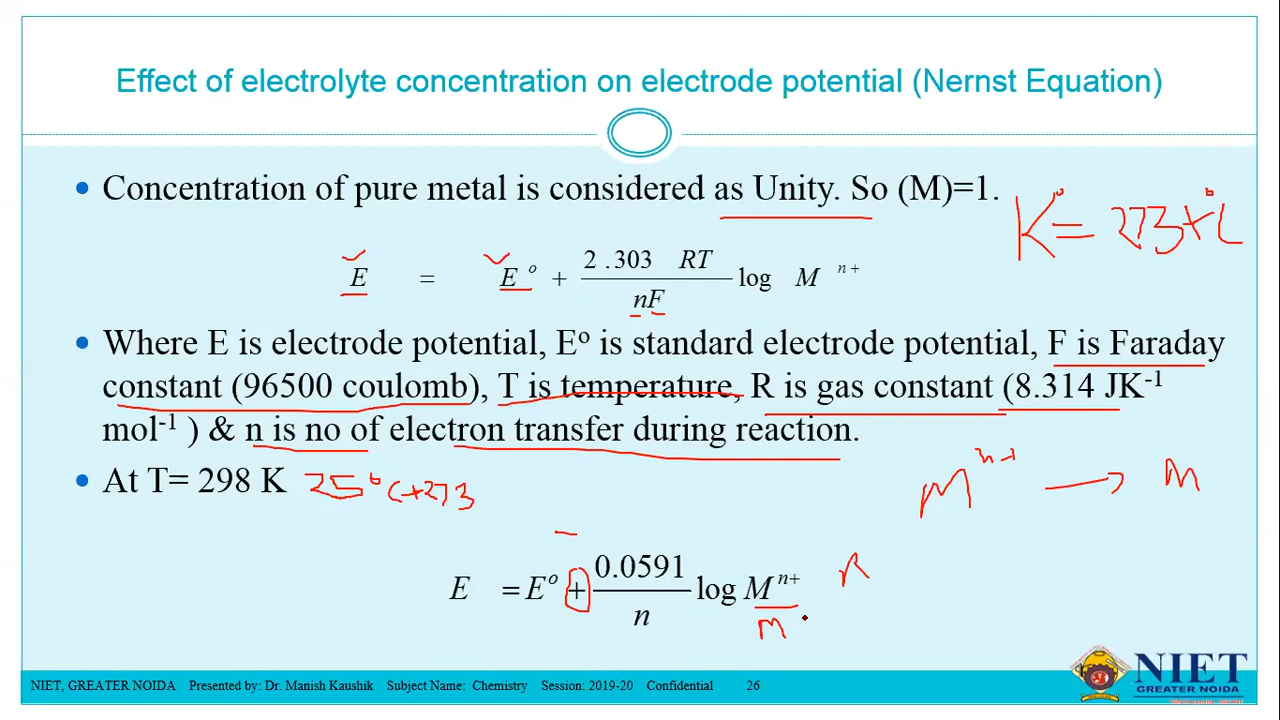 Effect of electrolyte concentration on electrode potential (Nernst Equation)
• Concentration of pure metal is considered as Unity. So (M)=1.
K° = 273 + °C
E = E° + 2.303 RT / nF log M n+
• Where E is electrode potential, E° is standard electrode potential, F is Faraday
constant (96500 coulomb), T is temperature, R is gas constant (8.314 JK-1
mol-1 ) & n is no of electron transfer during reaction.
• At T= 298 K 25°C+273
M n+ → M
E = E° + 0.0591 / n log M n+
M
NIET
GREATER NOIDA
NIET, GREATER NOIDA Presented by: Dr. Manish Kaushik Subject Name: Chemistry Session: 2019-20 Confidential 26